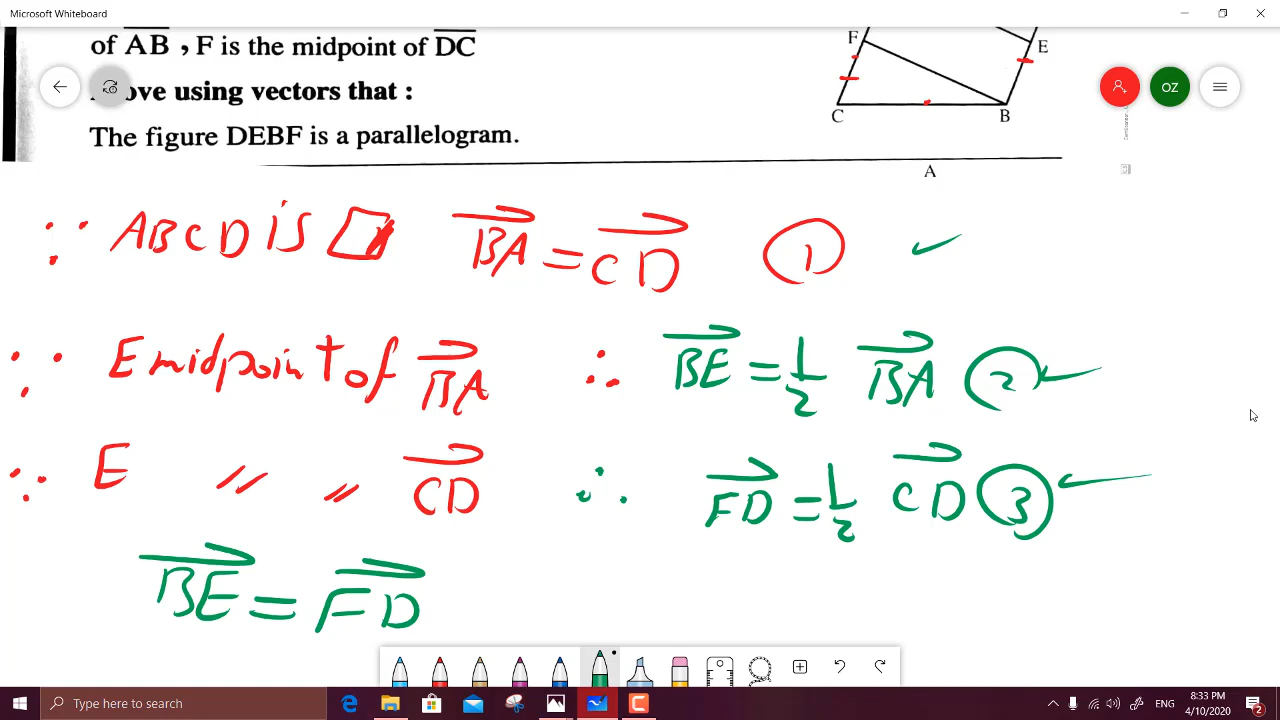 Microsoft Whiteboard
of AB , F is the midpoint of DC
ove using vectors that :
The figure DEBF is a parallelogram.
F
E
C
B
A
OZ
∵ ABCD is ▱ BA = CD ①
∵ E midpoint of BA ∴ BE = 1/2 BA ②
∵ E 〃 〃 CD ∴ FD = 1/2 CD ③
BE = FD
Type here to search
ENG
8:33 PM
4/10/2020
2